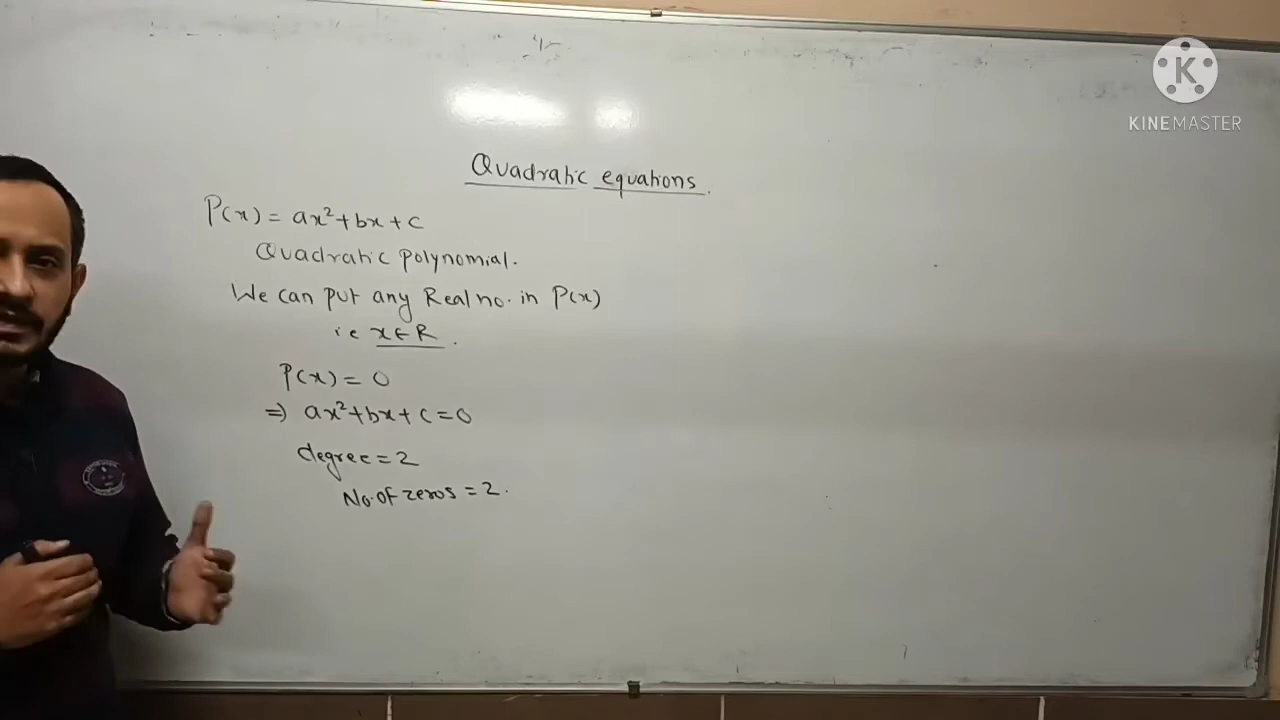 KINEMASTER
Quadratic equations.
P(x) = ax²+bx+c
Quadratic polynomial.
We can put any Real no. in P(x)
ie x∈R.
P(x) = 0
⇒ ax²+bx+c=0
degree=2
No. of zeros = 2.